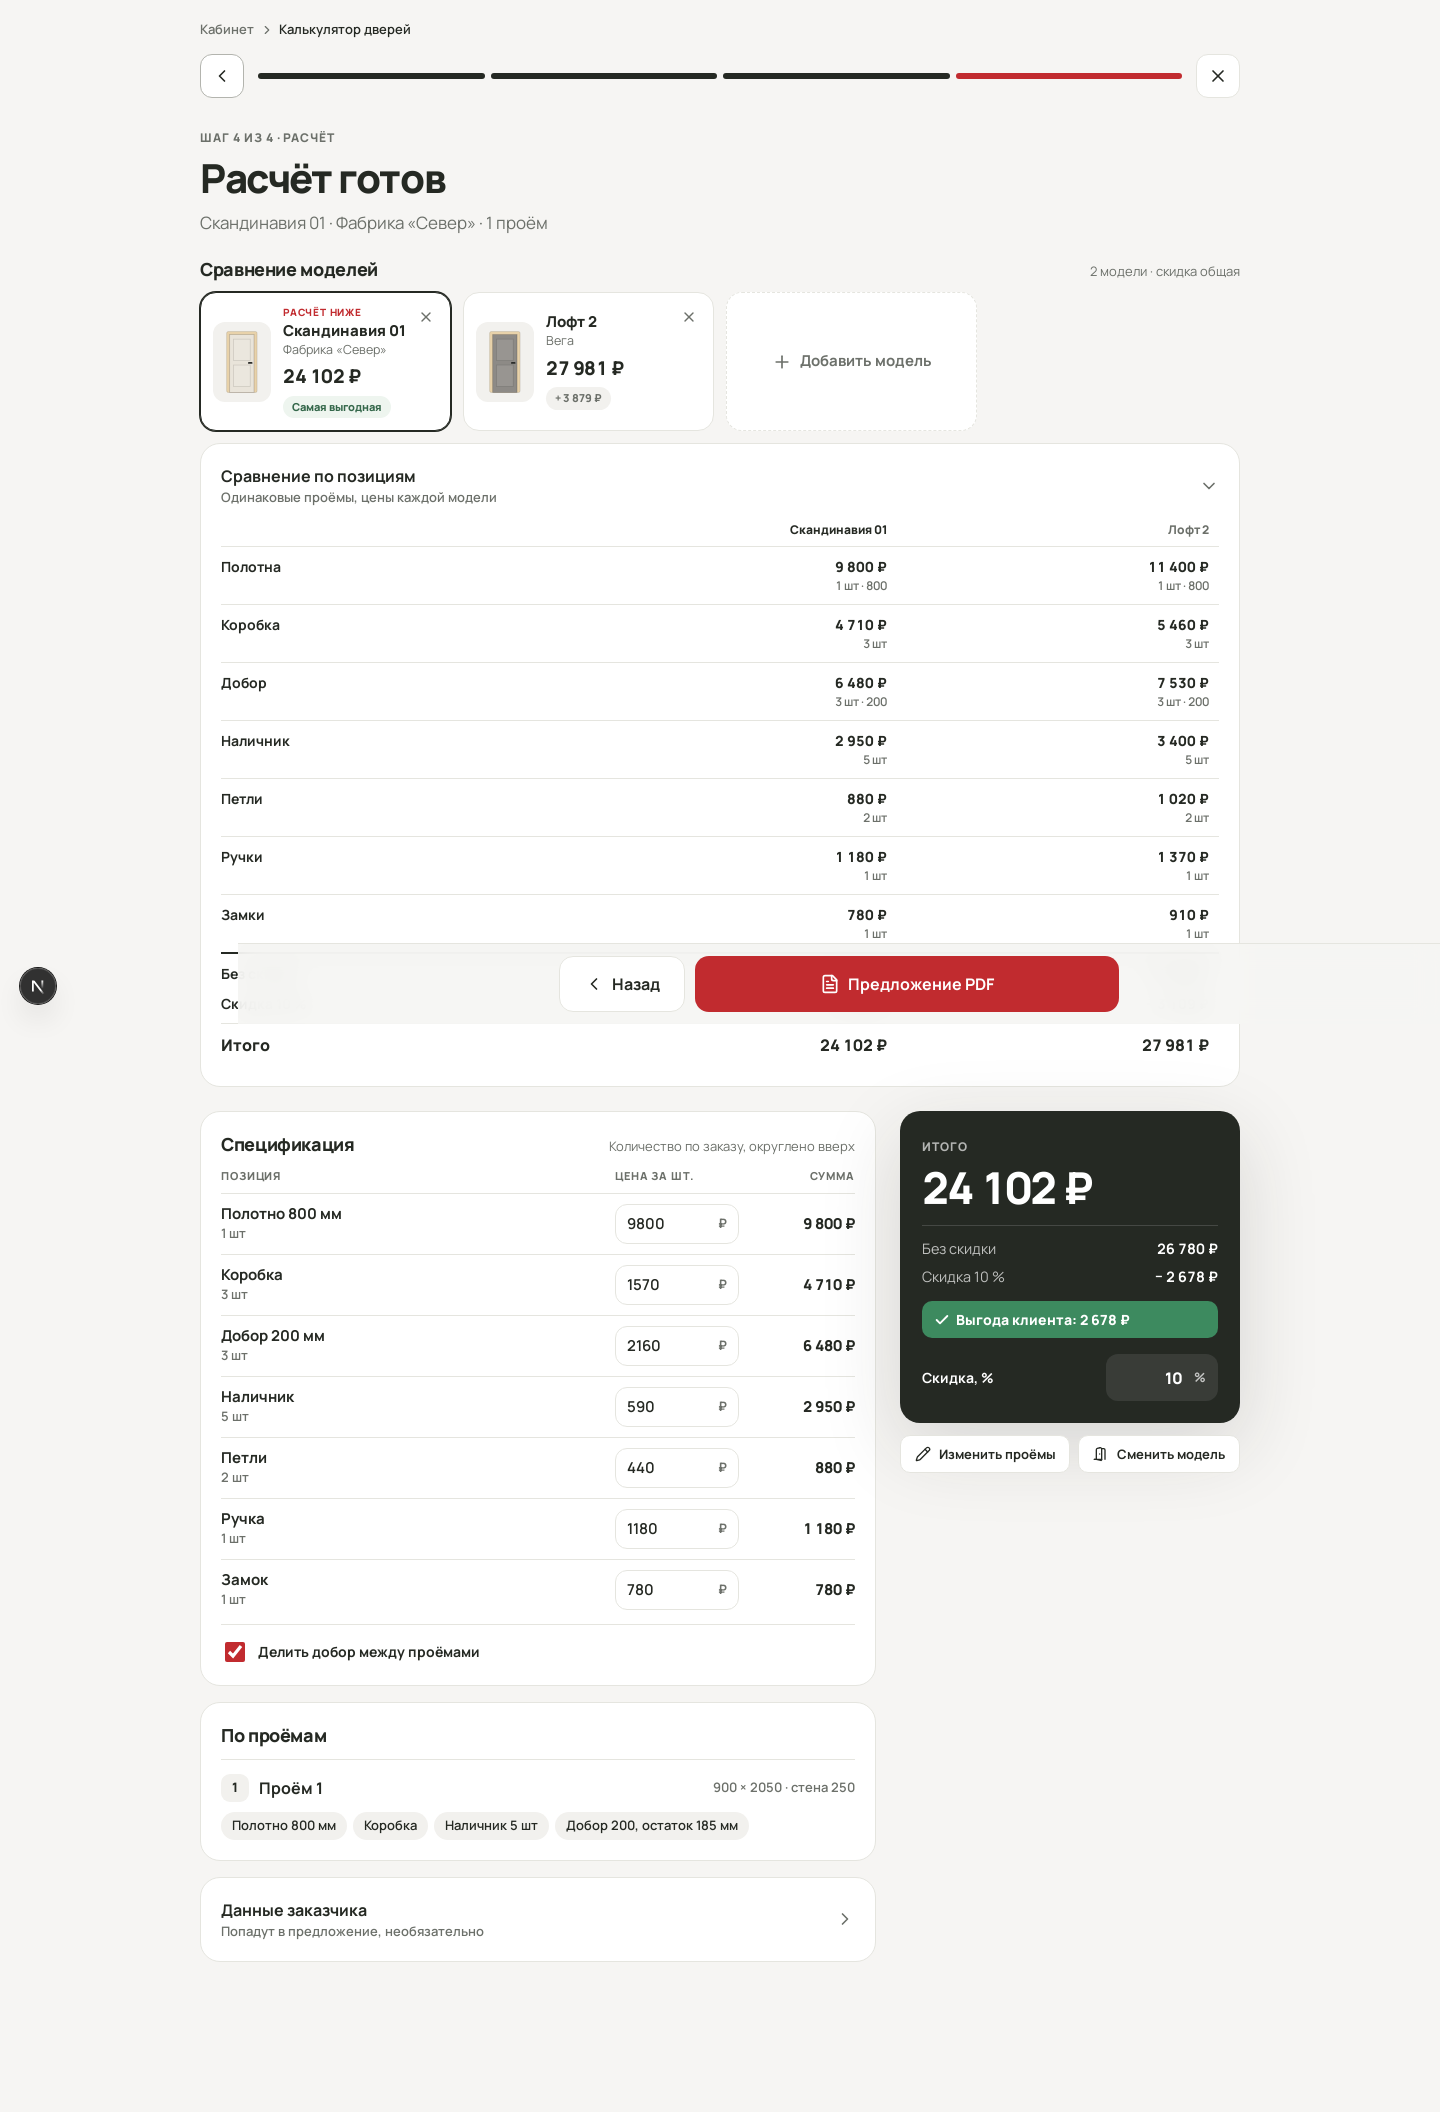 Кабинет > Калькулятор дверей
ШАГ 4 ИЗ 4 · РАСЧЁТ
Расчёт готов
Скандинавия 01 · Фабрика «Север» · 1 проём
Сравнение моделей
2 модели · скидка общая
РАСЧЁТ НИЖЕ
Скандинавия 01
Фабрика «Север»
24 102 ₽
Самая выгодная
Лофт 2
Вега
27 981 ₽
+ 3 879 ₽
Добавить модель
Сравнение по позициям
Одинаковые проёмы, цены каждой модели
Скандинавия 01 Лофт 2
Полотна 9 800 ₽ 11 400 ₽
1 шт · 800 1 шт · 800
Коробка 4 710 ₽ 5 460 ₽
3 шт 3 шт
Добор 6 480 ₽ 7 530 ₽
3 шт · 200 3 шт · 200
Наличник 2 950 ₽ 3 400 ₽
5 шт 5 шт
Петли 880 ₽ 1 020 ₽
2 шт 2 шт
Ручки 1 180 ₽ 1 370 ₽
1 шт 1 шт
Замки 780 ₽ 910 ₽
1 шт 1 шт
N
Назад
Предложение PDF
Итого 24 102 ₽ 27 981 ₽
Спецификация
Количество по заказу, округлено вверх
ПОЗИЦИЯ ЦЕНА ЗА ШТ. СУММА
Полотно 800 мм 9800 ₽ 9 800 ₽
1 шт
Коробка 1570 ₽ 4 710 ₽
3 шт
Добор 200 мм 2160 ₽ 6 480 ₽
3 шт
Наличник 590 ₽ 2 950 ₽
5 шт
Петли 440 ₽ 880 ₽
2 шт
Ручка 1180 ₽ 1 180 ₽
1 шт
Замок 780 ₽ 780 ₽
1 шт
Делить добор между проёмами
ИТОГО
24 102 ₽
Без скидки 26 780 ₽
Скидка 10 % − 2 678 ₽
Выгода клиента: 2 678 ₽
Скидка, % 10 %
Изменить проёмы
Сменить модель
По проёмам
1 Проём 1 900 × 2050 · стена 250
Полотно 800 мм Коробка Наличник 5 шт Добор 200, остаток 185 мм
Данные заказчика
Попадут в предложение, необязательно